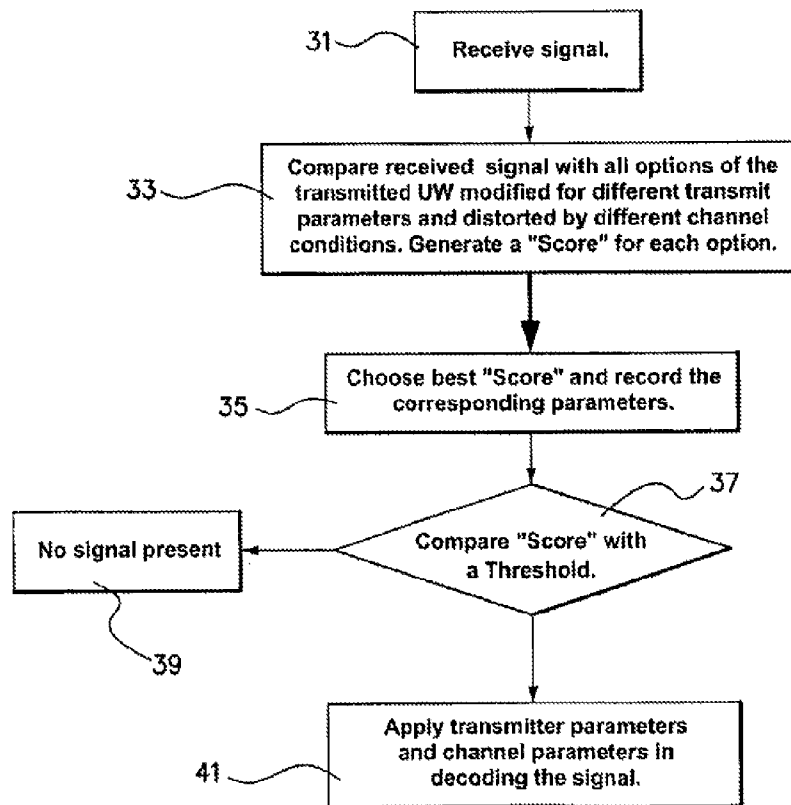 31
Receive signal.
33
Compare received signal with all options of the
transmitted UW modified for different transmit
parameters and distorted by different channel
conditions. Generate a "Score" for each option.
35
Choose best "Score" and record the
corresponding parameters.
37
Compare "Score" with
a Threshold.
No signal present
39
41
Apply transmitter parameters
and channel parameters in
decoding the signal.